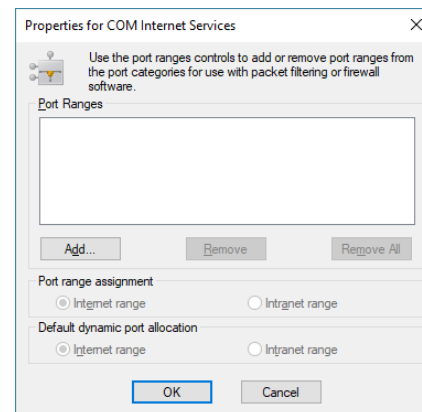 Properties for COM Internet Services
Use the port ranges controls to add or remove port ranges from
the port categories for use with packet filtering or firewall
software.
Port Ranges
Add... Remove Remove All
Port range assignment
Internet range Intranet range
Default dynamic port allocation
Internet range Intranet range
OK Cancel